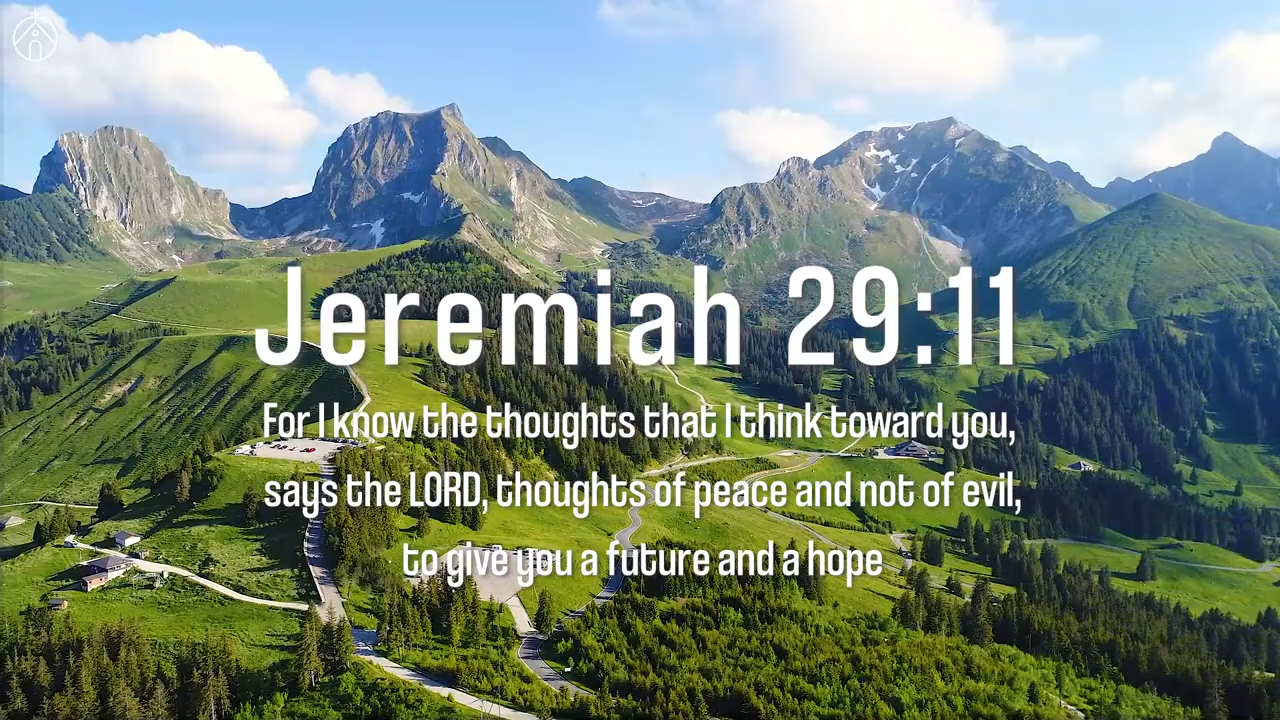 Jeremiah 29:11
For I know the thoughts that I think toward you,
says the LORD, thoughts of peace and not of evil,
to give you a future and a hope